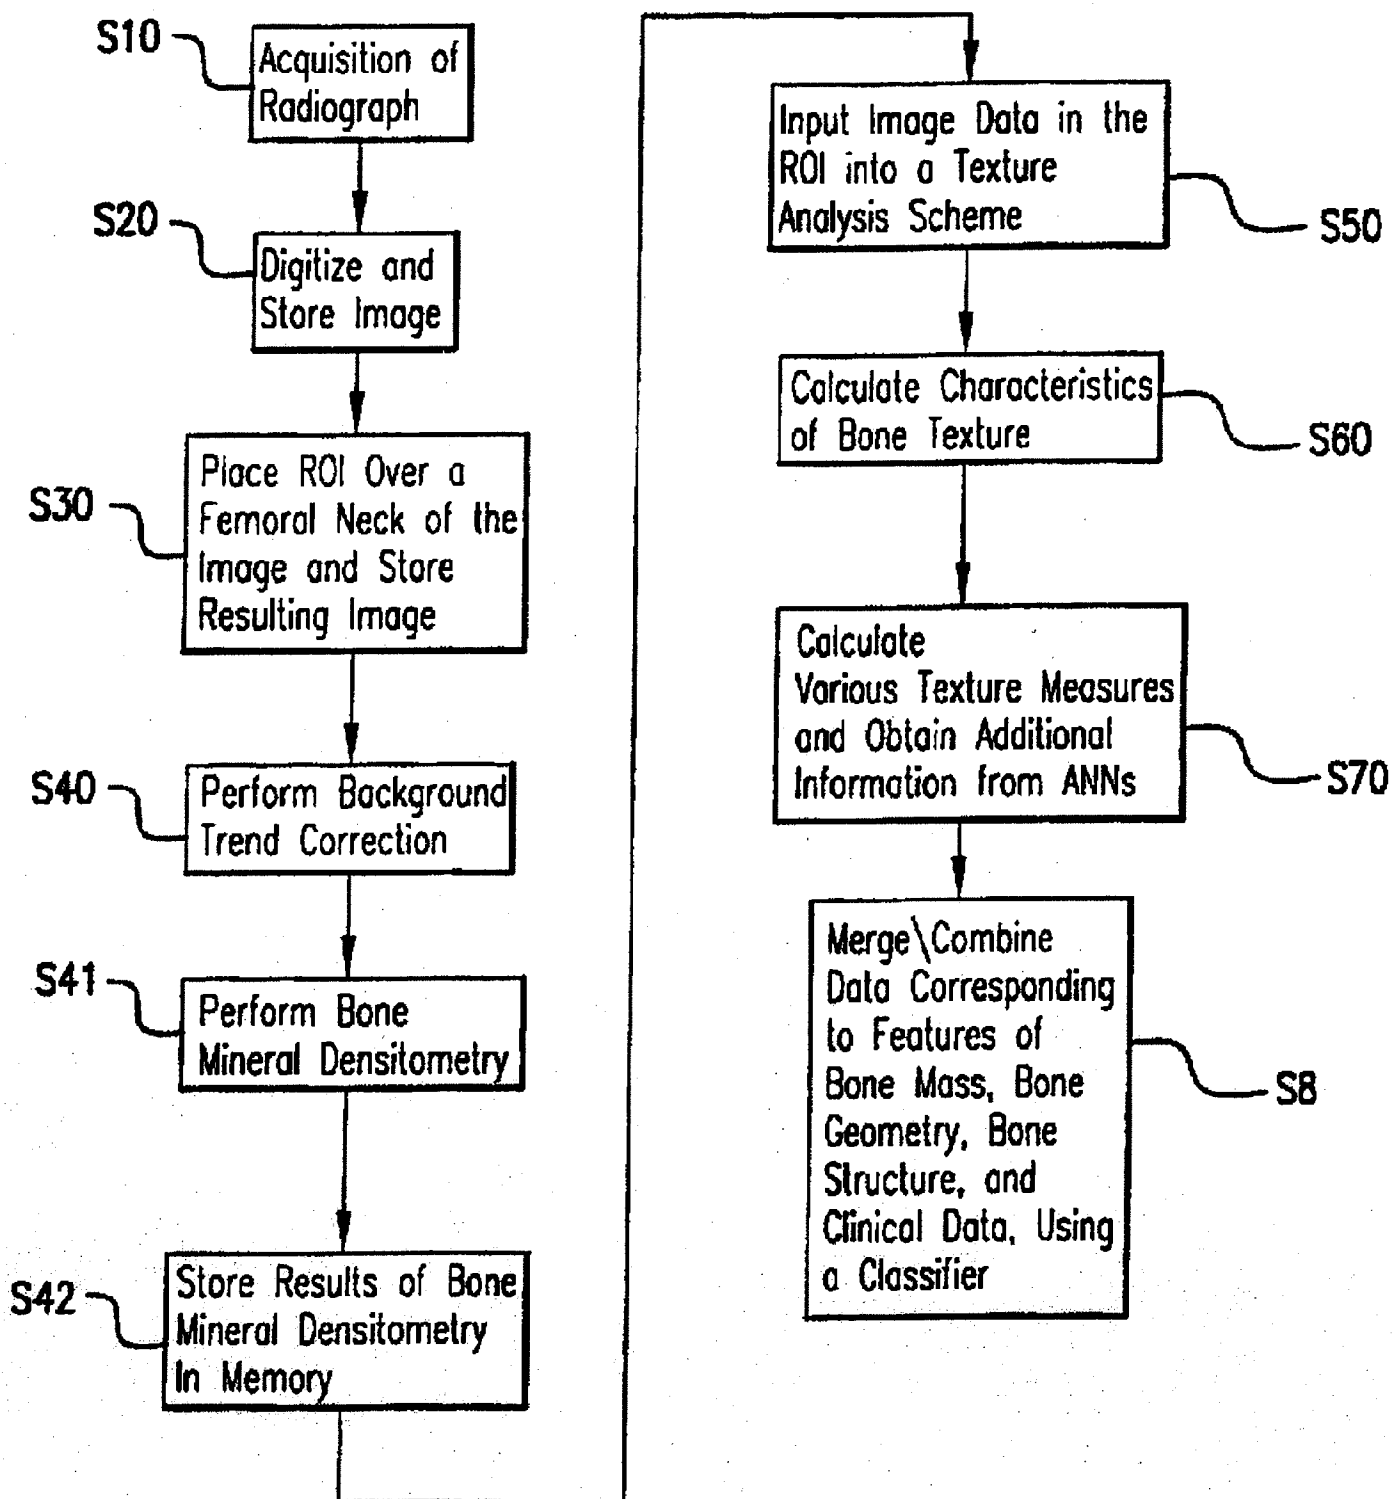 S10
Acquisition of
Radiograph
S20
Digitize and
Store Image
S30
Place ROI Over a
Femoral Neck of the
Image and Store
Resulting Image
S40
Perform Background
Trend Correction
S41
Perform Bone
Mineral Densitometry
S42
Store Results of Bone
Mineral Densitometry
In Memory
Input Image Data in the
ROI into a Texture
Analysis Scheme
S50
Calculate Characteristics
of Bone Texture
S60
Calculate
Various Texture Measures
and Obtain Additional
Information from ANNs
S70
Merge\Combine
Data Corresponding
to Features of
Bone Mass, Bone
Geometry, Bone
Structure, and
Clinical Data, Using
a Classifier
S8